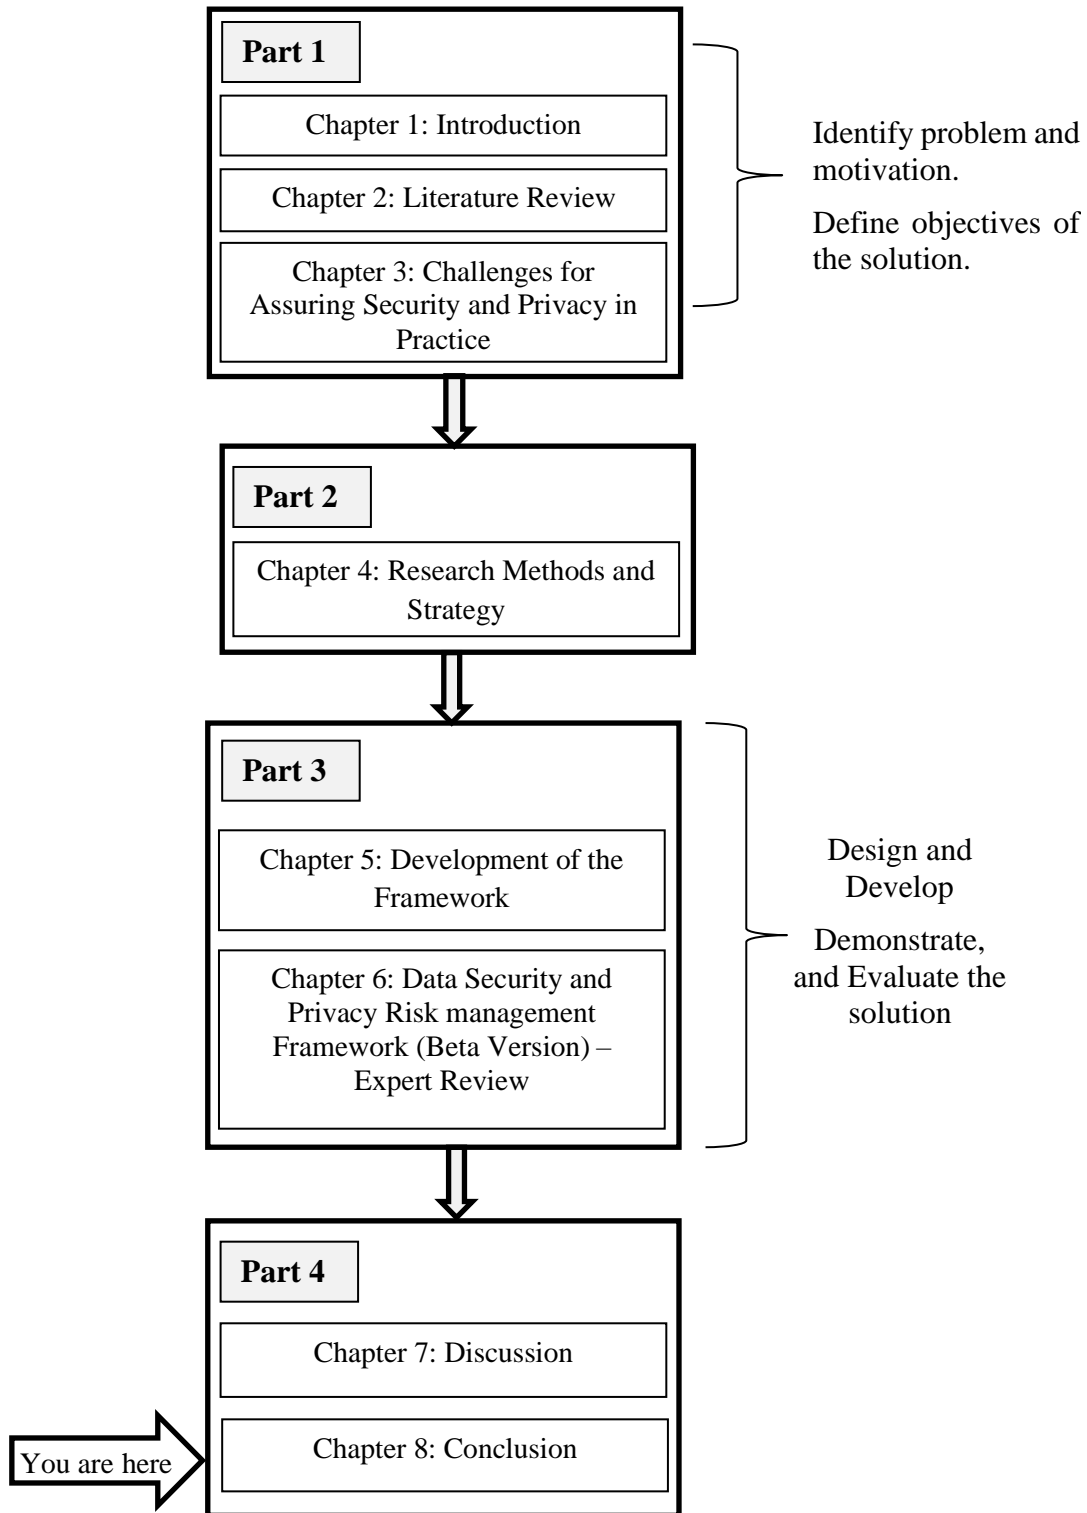 Part 1
Chapter 1: Introduction
Chapter 2: Literature Review
Chapter 3: Challenges for
Assuring Security and Privacy in
Practice
Identify problem and
motivation.
Define objectives of
the solution.
Part 2
Chapter 4: Research Methods and
Strategy
Part 3
Chapter 5: Development of the
Framework
Chapter 6: Data Security and
Privacy Risk management
Framework (Beta Version) –
Expert Review
Design and
Develop
Demonstrate,
and Evaluate the
solution
Part 4
Chapter 7: Discussion
Chapter 8: Conclusion
You are here